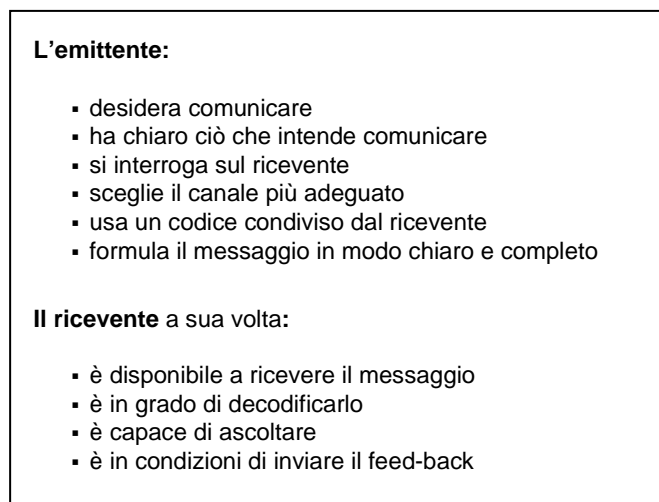 L’emittente:
▪ desidera comunicare
▪ ha chiaro ciò che intende comunicare
▪ si interroga sul ricevente
▪ sceglie il canale più adeguato
▪ usa un codice condiviso dal ricevente
▪ formula il messaggio in modo chiaro e completo
Il ricevente a sua volta:
▪ è disponibile a ricevere il messaggio
▪ è in grado di decodificarlo
▪ è capace di ascoltare
▪ è in condizioni di inviare il feed-back